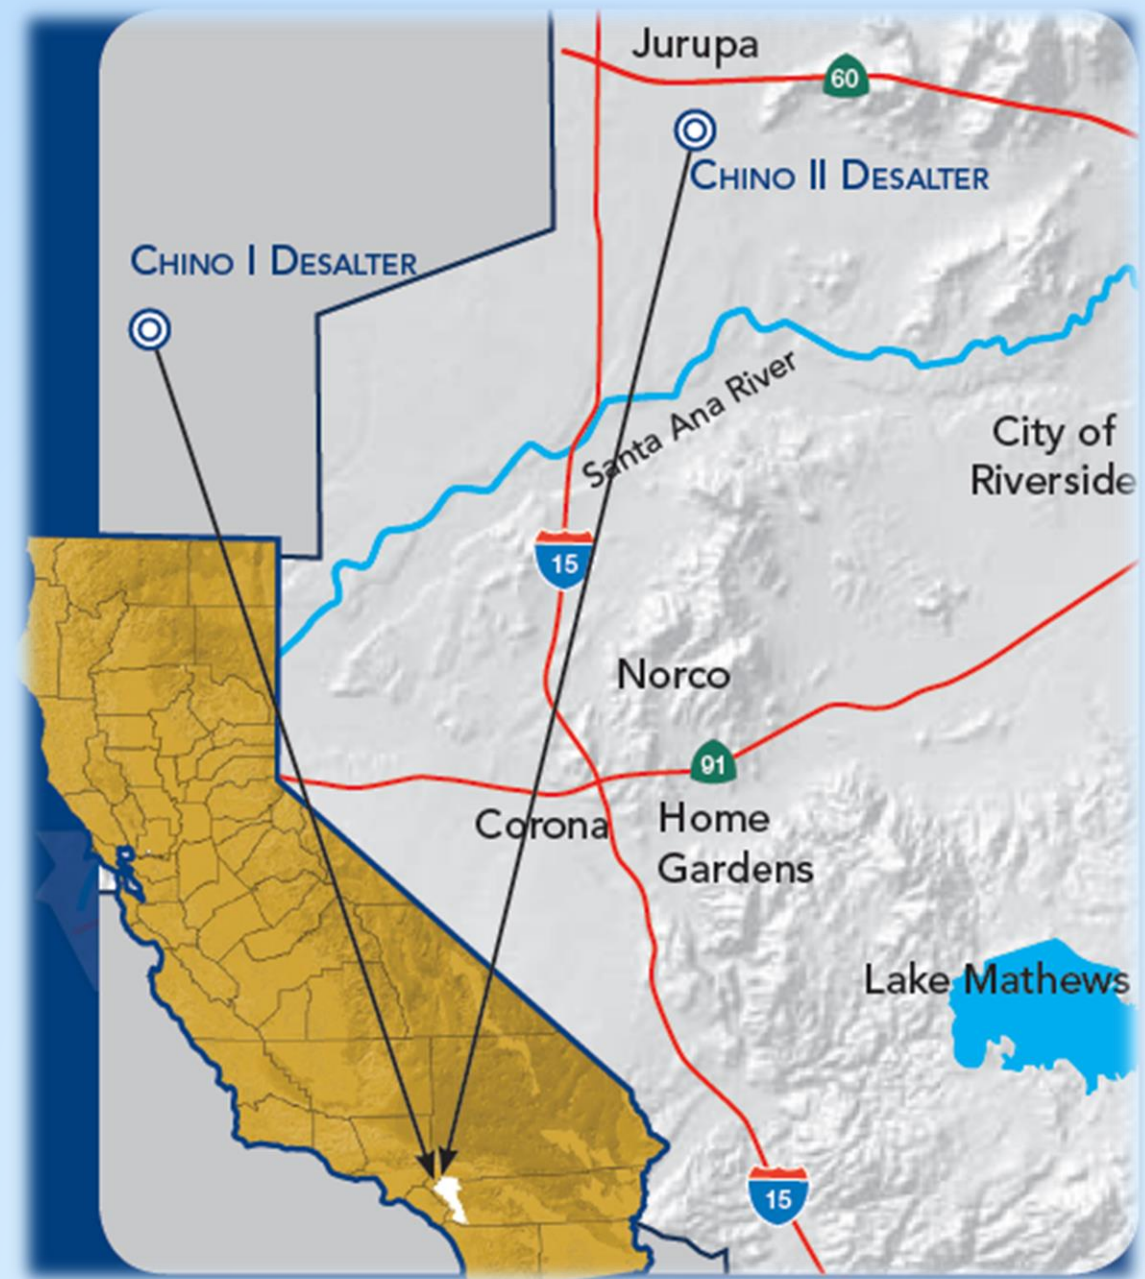 Jurupa
60
CHINO II DESALTER
CHINO I DESALTER
Santa Ana River
City of
Riverside
15
Norco
91
Corona
Home
Gardens
Lake Mathews
15